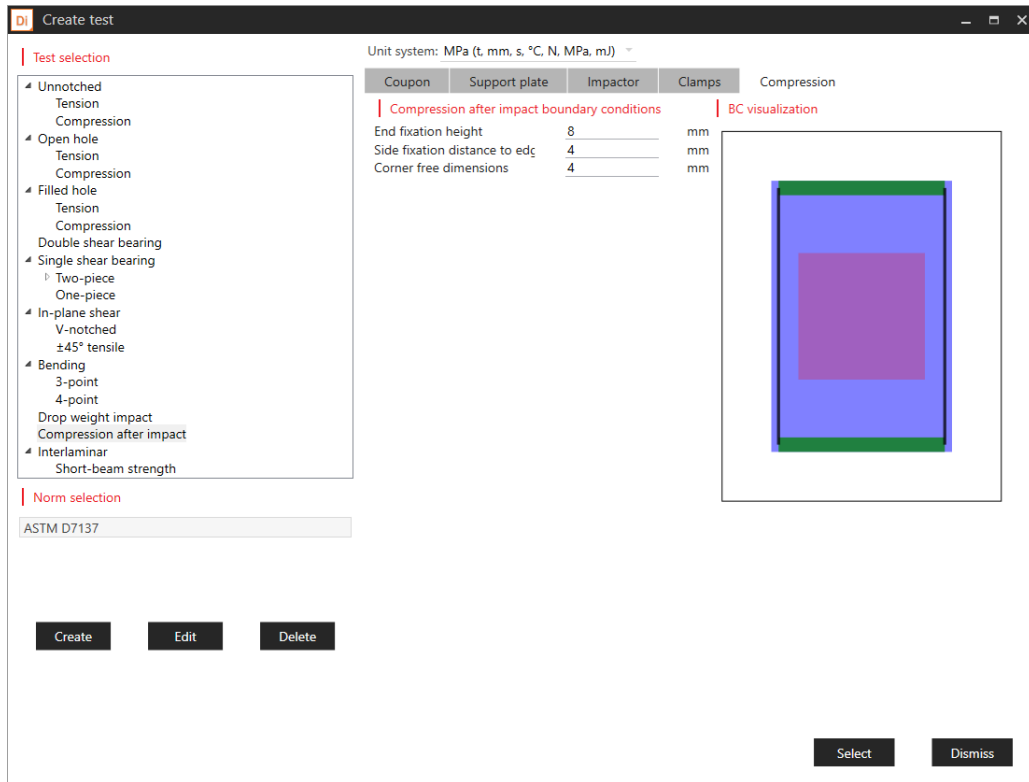 Di Create test
Test selection
Unnotched
Tension
Compression
Open hole
Tension
Compression
Filled hole
Tension
Compression
Double shear bearing
Single shear bearing
Two-piece
One-piece
In-plane shear
V-notched
±45° tensile
Bending
3-point
4-point
Drop weight impact
Compression after impact
Interlaminar
Short-beam strength
Norm selection
ASTM D7137
Create Edit Delete
Unit system: MPa (t, mm, s, °C, N, MPa, mJ)
Coupon Support plate Impactor Clamps Compression
Compression after impact boundary conditions
End fixation height 8 mm
Side fixation distance to edg 4 mm
Corner free dimensions 4 mm
BC visualization
Select Dismiss